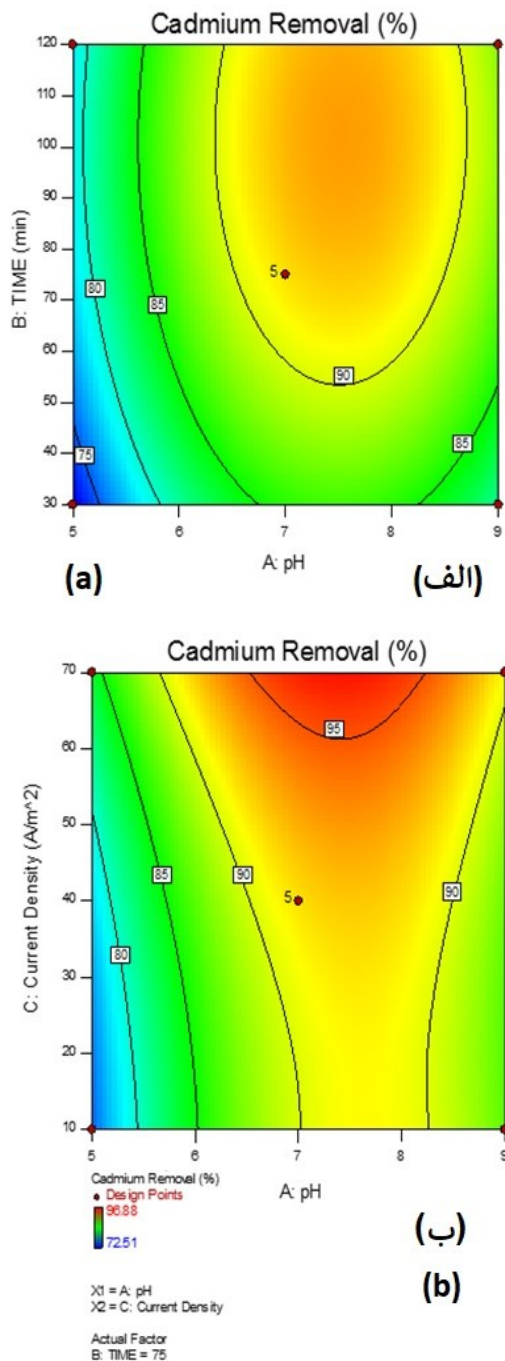 Cadmium Removal (%)
120
110
100
90
80
70
60
50
40
30
B: TIME (min)
80
85
5
90
75
85
5
6
7
8
9
A: pH
(a)
(الف)
Cadmium Removal (%)
70
60
50
40
30
20
10
C: Current Density (A/m^2)
95
85
90
5
90
80
5
6
7
8
9
A: pH
Cadmium Removal (%)
Design Points
96.88
72.51
X1 = A: pH
X2 = C: Current Density
Actual Factor
B: TIME = 75
(ب)
(b)